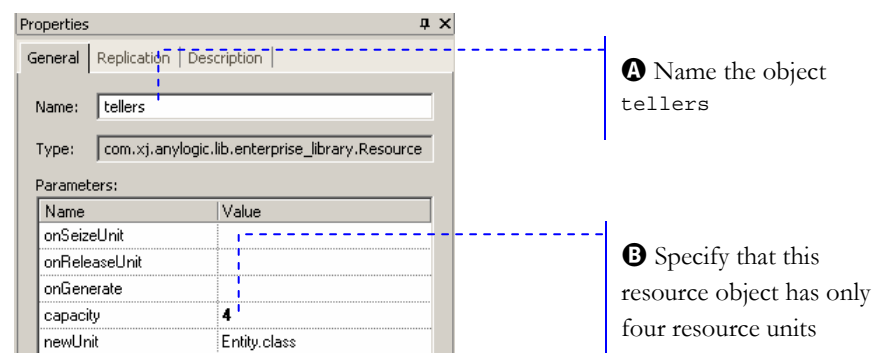 Properties
General Replication Description
Name: tellers
Type: com.xj.anylogic.lib.enterprise_library.Resource
Parameters:
Name Value
onSeizeUnit
onReleaseUnit
onGenerate
capacity 4
newUnit Entity.class
A Name the object
tellers
B Specify that this
resource object has only
four resource units